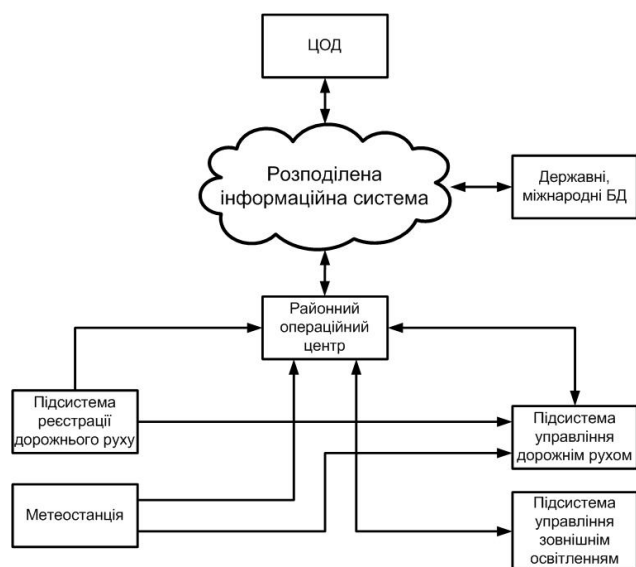 ЦОД
Розподілена
інформаційна система
Державні,
міжнародні БД
Районний
операційний
центр
Підсистема
реєстрації
дорожнього руху
Підсистема
управління
дорожнім рухом
Метеостанція
Підсистема
управління
зовнішнім
освітленням